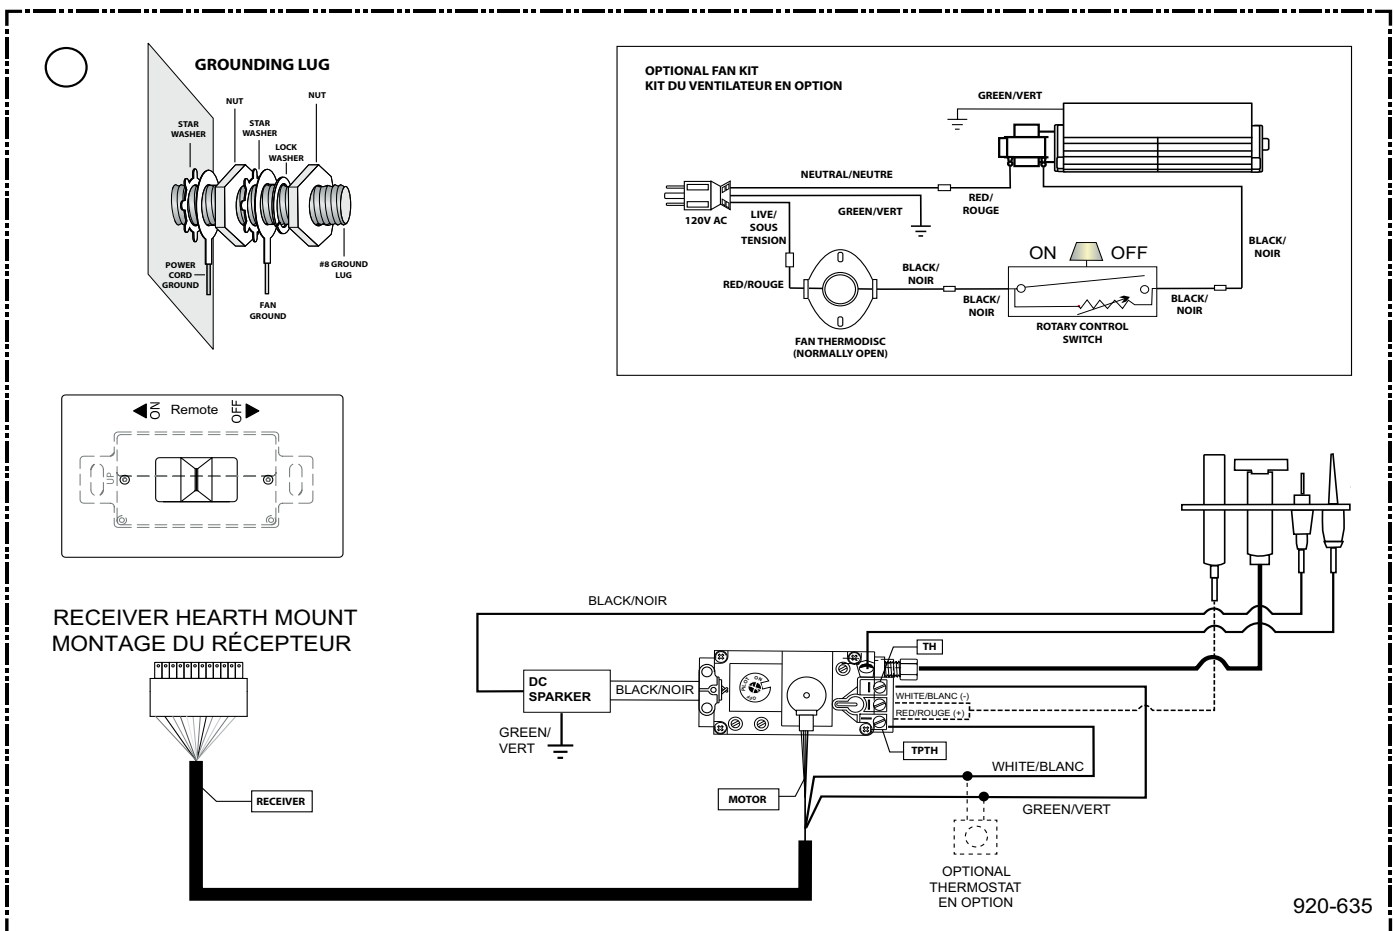 GROUNDING LUG
NUT
NUT
STAR
WASHER
STAR
WASHER
LOCK
WASHER
POWER
CORD
GROUND
FAN
GROUND
#8 GROUND
LUG
OPTIONAL FAN KIT
KIT DU VENTILATEUR EN OPTION
GREEN/VERT
NEUTRAL/NEUTRE
120V AC
LIVE/
SOUS
TENSION
GREEN/VERT
RED/
ROUGE
RED/ROUGE
BLACK/
NOIR
BLACK/
NOIR
ON
OFF
BLACK/
NOIR
BLACK/
NOIR
FAN THERMODISC
(NORMALLY OPEN)
ROTARY CONTROL
SWITCH
ON
Remote
OFF
UP
RECEIVER HEARTH MOUNT
MONTAGE DU RÉCEPTEUR
RECEIVER
BLACK/NOIR
DC
SPARKER
BLACK/NOIR
GREEN/
VERT
PILOT
ON
OFF
TH
WHITE/BLANC (-)
RED/ROUGE (+)
TPTH
MOTOR
WHITE/BLANC
GREEN/VERT
OPTIONAL
THERMOSTAT
EN OPTION
920-635